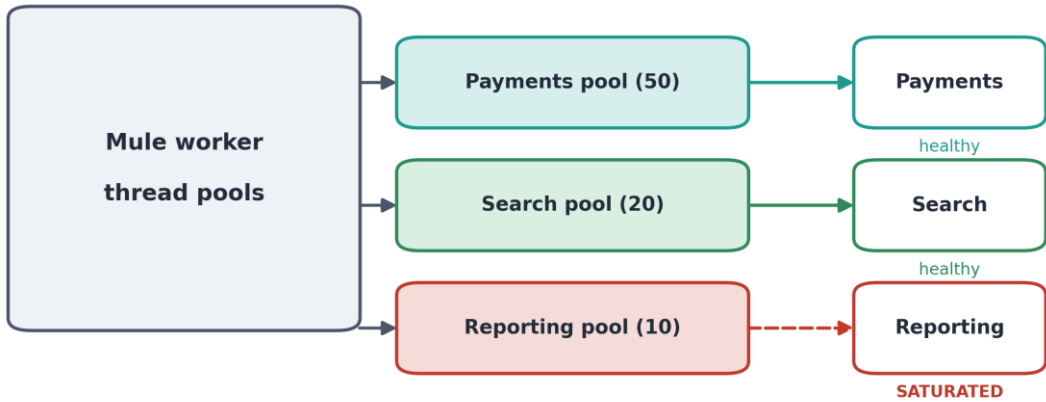 Mule worker
thread pools
Payments pool (50)
Payments
healthy
Search pool (20)
Search
healthy
Reporting pool (10)
Reporting
SATURATED